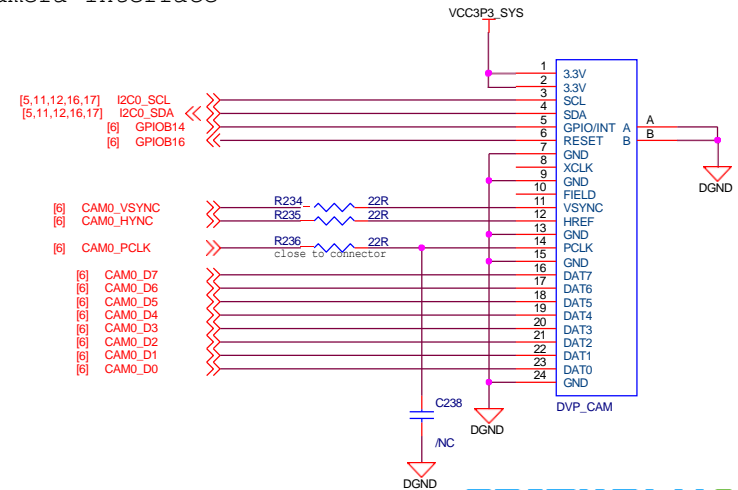 VCC3P3_SYS
[5,11,12,16,17] I2C0_SCL
[5,11,12,16,17] I2C0_SDA
[6] GPIOB14
[6] GPIOB16
[6] CAM0_VSYNC R234 22R
[6] CAM0_HYNC R235 22R
[6] CAM0_PCLK R236 22R
close to connector
[6] CAM0_D7
[6] CAM0_D6
[6] CAM0_D5
[6] CAM0_D4
[6] CAM0_D3
[6] CAM0_D2
[6] CAM0_D1
[6] CAM0_D0
1 3.3V
2 3.3V
3 SCL
4 SDA
5 GPIO/INT A A
6 RESET B B
7 GND
8 XCLK
9 GND
10 FIELD
11 VSYNC
12 HREF
13 GND
14 PCLK
15 GND
16 DAT7
17 DAT6
18 DAT5
19 DAT4
20 DAT3
21 DAT2
22 DAT1
23 DAT0
24 GND
DVP_CAM
DGND
C238
/NC
DGND
DGND